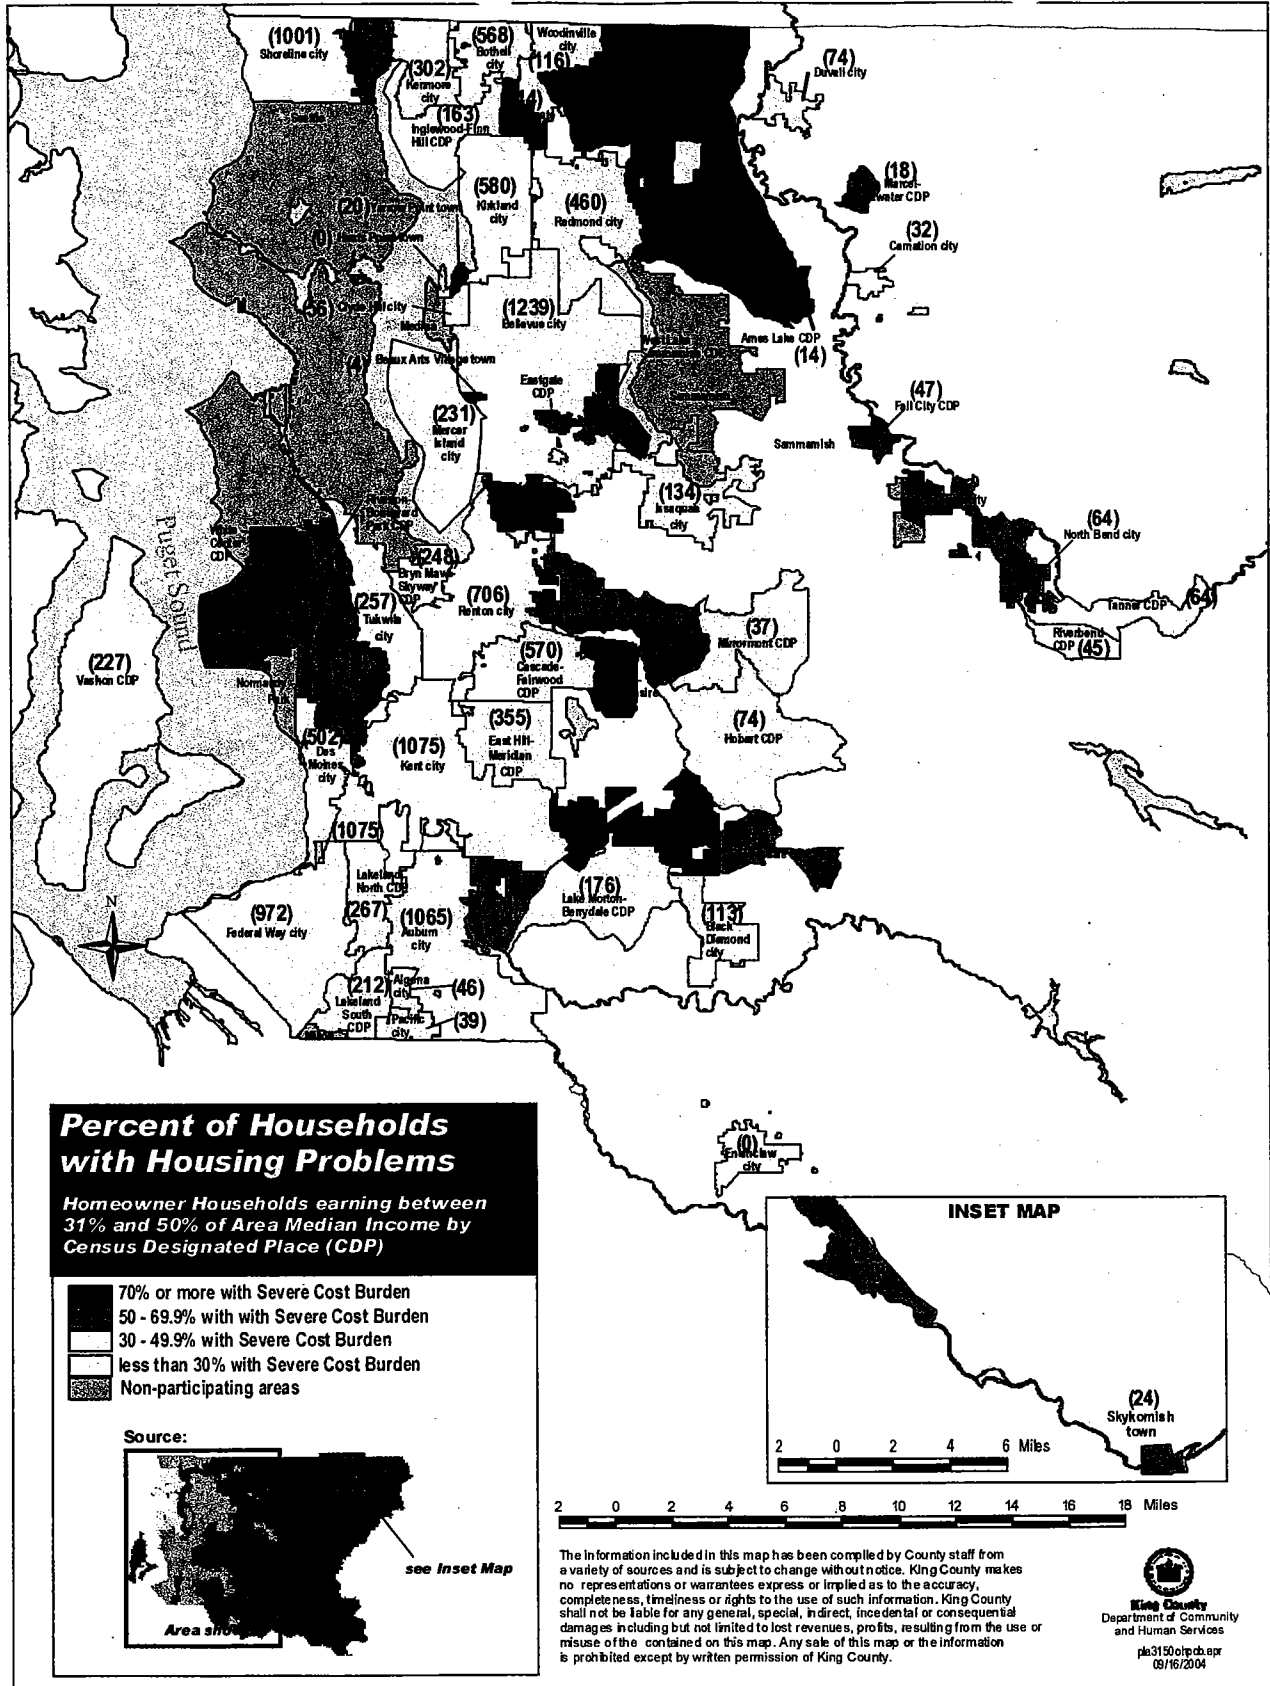 (1001)
Shoreline city
(568)
Bothell
city
Woodinville
city
(116)
(74)
Duvall city
(302)
Kenmore
city
(163)
Inglewood-Finn
Hill CDP
(18)
(580)
Kirkland
city
(460)
Redmond city
(20) Yarrow Point town
(0)
(32)
Carnation city
(56)
Clyde Hill city
Medina
(1239)
Bellevue city
Ames Lake CDP
(14)
(4)
Beaux Arts Village town
Eastgate
CDP
(47)
Fall City CDP
(231)
Mercer
Island
city
Sammamish
(134)
Issaquah
city
(64)
North Bend city
Puget Sound
(248)
Bryn Mawr-
Skyway
CDP
(257)
Tukwila
city
(706)
Renton city
Tanner CDP
(64)
Riverbend
CDP (45)
(37)
Mirrormont CDP
(227)
Vashon CDP
(570)
Cascade-
Fairwood
CDP
Normandy
Park
(502)
Des
Moines
city
(1075)
Kent city
(355)
East Hill-
Meridian
CDP
(74)
Hobart CDP
(1075)
Lakeland
North CDP
(267)
(972)
Federal Way city
(1065)
Auburn
city
(176)
Lake Morton-
Berrydale CDP
(113)
Black
Diamond
city
N
(212)
Lakeland
South
CDP
Algona
city
(46)
Pacific
city
(39)
(0)
Enumclaw
city
Percent of Households
with Housing Problems
Homeowner Households earning between
31% and 50% of Area Median Income by
Census Designated Place (CDP)
70% or more with Severe Cost Burden
50 - 69.9% with with Severe Cost Burden
30 - 49.9% with Severe Cost Burden
less than 30% with Severe Cost Burden
Non-participating areas
Source:
see Inset Map
INSET MAP
(24)
Skykomish
town
2 0 2 4 6 Miles
2 0 2 4 6 8 10 12 14 16 18 Miles
The information included in this map has been compiled by County staff from
a variety of sources and is subject to change without notice. King County makes
no representations or warrantees express or implied as to the accuracy,
completeness, timeliness or rights to the use of such information. King County
shall not be liable for any general, special, indirect, incedental or consequential
damages including but not limited to lost revenues, profits, resulting from the use or
misuse of the contained on this map. Any sale of this map or the information
is prohibited except by written permission of King County.
King County
Department of Community
and Human Services
09/16/2004